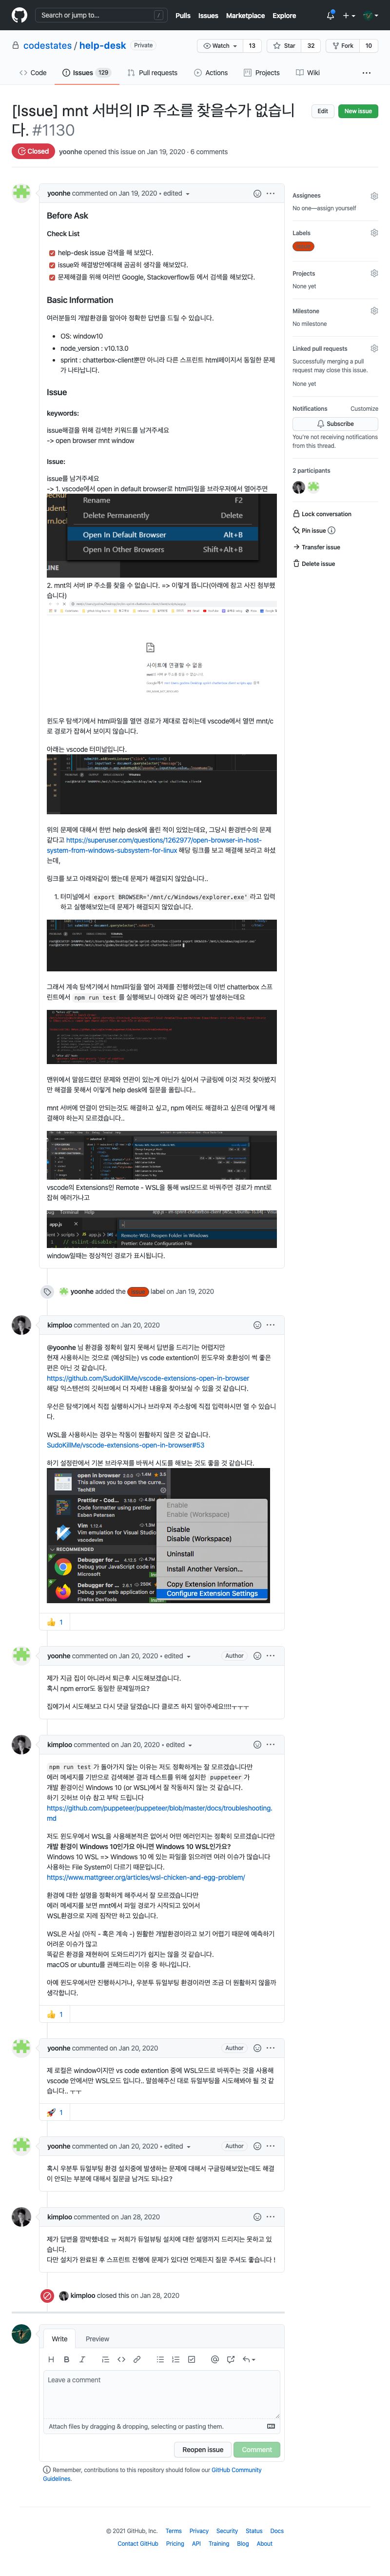 Search or jump to...
/
Pulls Issues Marketplace Explore
codestates / help-desk Private
Watch 13 Star 32 Fork 10
Code Issues 129 Pull requests Actions Projects Wiki
[Issue] mnt 서버의 IP 주소를 찾을수가 없습니
다. #1130
Edit New issue
Closed yoonhe opened this issue on Jan 19, 2020 · 6 comments
yoonhe commented on Jan 19, 2020 • edited
Before Ask
Check List
help-desk issue 검색을 해 보았다.
issue와 해결방안에대해 곰곰히 생각을 해보았다.
문제해결을 위해 여러번 Google, Stackoverflow등 에서 검색을 해보았다.
Basic Information
여러분들의 개발환경을 알아야 정확한 답변을 드릴 수 있습니다.
OS: window10
node_version : v10.13.0
sprint : chatterbox-client뿐만 아니라 다른 스프린트 html페이지서 동일한 문제
가 나타납니다.
Issue
keywords:
issue해결을 위해 검색한 키워드를 남겨주세요
-> open browser mnt window
Issue:
issue를 남겨주세요
-> 1. vscode에서 open in default browser로 html파일을 브라우저에서 열어주면
Rename F2
Delete Permanently Delete
Open In Default Browser Alt+B
Open In Other Browsers Shift+Alt+B
LINE
2. mnt의 서버 IP 주소를 찾을 수 없습니다. => 이렇게 뜹니다(아래에 참고 사진 첨부했
습니다)
사이트에 연결할 수 없음
윈도우 탐색기에서 html파일을 열면 경로가 제대로 잡히는데 vscode에서 열면 mnt/c
로 경로가 잡혀서 보이지 않습니다.
아래는 vscode 터미널입니다.
위의 문제에 대해서 한번 help desk에 올린 적이 있었는데요, 그당시 환경변수의 문제
같다고 https://superuser.com/questions/1262977/open-browser-in-host-
system-from-windows-subsystem-for-linux 해당 링크를 보고 해결해 보라고 하셨
는데,
링크를 보고 아래와같이 했는데 문제가 해결되지 않았습니다..
1. 터미널에서 export BROWSER='/mnt/c/Windows/explorer.exe' 라고 입력
하고 실행해보았는데 문제가 해결되지 않았습니다.
그래서 계속 탐색기에서 html파일을 열어 과제를 진행하였는데 이번 chatterbox 스프
린트에서 npm run test 를 실행해보니 아래와 같은 에러가 발생하는데요
맨위에서 말씀드렸던 문제와 연관이 있는게 아닌가 싶어서 구글링해 이것 저것 찾아봤지
만 해결을 못해서 이렇게 help desk에 질문을 올립니다..
mnt 서버에 연결이 안되는것도 해결하고 싶고, npm 에러도 해결하고 싶은데 어떻게 해
결해야 하는지 모르겠습니다..
vscode의 Extensions인 Remote - WSL을 통해 wsl모드로 바꿔주면 경로가 mnt로
잡혀 에러가나고
app.js
Remote-WSL: Reopen Folder in Windows
Prettier: Create Configuration File
window일때는 정상적인 경로가 표시됩니다.
yoonhe added the label on Jan 19, 2020
kimploo commented on Jan 20, 2020
@yoonhe 님 환경을 정확히 알지 못해서 답변을 드리기는 어렵지만
현재 사용하시는 것으로 (예상되는) vs code extention이 윈도우와 호환성이 썩 좋은
편은 아닌 것 같습니다.
https://github.com/SudoKillMe/vscode-extensions-open-in-browser
해당 익스텐션의 깃허브에서 더 자세한 내용을 찾아보실 수 있을 것 같습니다.
우선은 탐색기에서 직접 실행하시거나 브라우저 주소창에 직접 입력하시면 열 수 있습니
다.
WSL을 사용하시는 경우는 작동이 원활하지 않은 것 같습니다.
SudoKillMe/vscode-extensions-open-in-browser#53
하기 설정란에서 기본 브라우저를 바꿔서 시도를 해보는 것도 좋을 것 같습니다.
open in browser 2.0.0 1.4M 3.5
This allows you to open the curre...
TechER
Prettier - Cod...
Code formatter using prettier
Esben Petersen
Vim
Vim emulation for Visual Studio ...
vscodevim
RECOMMENDED
Debugger for ...
Debug your JavaScript code in ...
Microsoft
Debugger for ...
Debug your web application or ...
Firefox DevTools
Enable
Enable (Workspace)
Disable
Disable (Workspace)
Uninstall
Install Another Version...
Copy Extension Information
Configure Extension Settings
1
yoonhe commented on Jan 20, 2020 • edited Author
제가 지금 집이 아니라서 퇴근후 시도해보겠습니다.
혹시 npm error도 동일한 문제일까요?
집에가서 시도해보고 다시 댓글 달겠습니다 클로즈 하지 말아주세요!!!!ㅜㅜㅜ
kimploo commented on Jan 20, 2020 • edited
npm run test 가 돌아가지 않는 이유는 저도 정확하게는 잘 모르겠습니다만
에러 메세지를 기반으로 검색해본 결과 테스트를 위해 설치한 puppeteer 가
개발 환경이신 Windows 10 (or WSL)에서 잘 작동하지 않는 것 같습니다.
하기 깃허브 이슈 참고 부탁 드립니다
https://github.com/puppeteer/puppeteer/blob/master/docs/troubleshooting.
md
저도 윈도우에서 WSL을 사용해본적은 없어서 어떤 에러인지는 정확히 모르겠습니다만
개발 환경이 Windows 10인가요 아니면 Windows 10 WSL인가요?
Windows 10 WSL => Windows 10 에 있는 파일을 읽으려면 여러 이슈가 많습니다
사용하는 File System이 다르기 때문입니다.
https://www.mattgreer.org/articles/wsl-chicken-and-egg-problem/
환경에 대한 설명을 정확하게 해주셔서 잘 모르겠습니다만
에러 메세지를 보면 mnt에서 파일 경로가 시작되고 있어서
WSL환경으로 지레 짐작만 하고 있습니다.
WSL은 사실 (아직 - 혹은 계속 -) 원활한 개발환경이라고 보기 어렵기 때문에 예측하기
어려운 이슈가 많고
똑같은 환경을 재현하여 도와드리기가 쉽지는 않을 것 같습니다.
macOS or ubuntu를 권해드리는 이유 중 하나입니다.
아예 윈도우에서만 진행하시거나, 우분투 듀얼부팅 환경이라면 조금 더 원활하지 않을까
생각합니다.
1
yoonhe commented on Jan 20, 2020 Author
제 로컬은 window이지만 vs code extention 중에 WSL모드로 바꿔주는 것을 사용해
vscode 안에서만 WSL모드 입니다.. 말씀해주신 대로 듀얼부팅을 시도해봐야 될 것 같
습니다.. ㅜㅜ
1
yoonhe commented on Jan 20, 2020 • edited Author
혹시 우분투 듀얼부팅 환경 설치중에 발생하는 문제에 대해서 구글링해보았는데도 해결
이 안되는 부분에 대해서 질문글 남겨도 되나요?
kimploo commented on Jan 28, 2020
제가 답변을 깜박했네요 ㅠ 저희가 듀얼뷰팅 설치에 대한 설명까지 드리지는 못하고 있
습니다.
다만 설치가 완료된 후 스프린트 진행에 문제가 있다면 언제든지 질문 주셔도 좋습니다 !
kimploo closed this on Jan 28, 2020
Write Preview
Leave a comment
Attach files by dragging & dropping, selecting or pasting them.
Reopen issue Comment
Remember, contributions to this repository should follow our GitHub Community
Guidelines.
Assignees
No one—assign yourself
Labels
Projects
None yet
Milestone
No milestone
Linked pull requests
Successfully merging a pull
request may close this issue.
None yet
Notifications Customize
Subscribe
You're not receiving notifications
from this thread.
2 participants
Lock conversation
Pin issue
Transfer issue
Delete issue
© 2021 GitHub, Inc. Terms Privacy Security Status Docs
Contact GitHub Pricing API Training Blog About